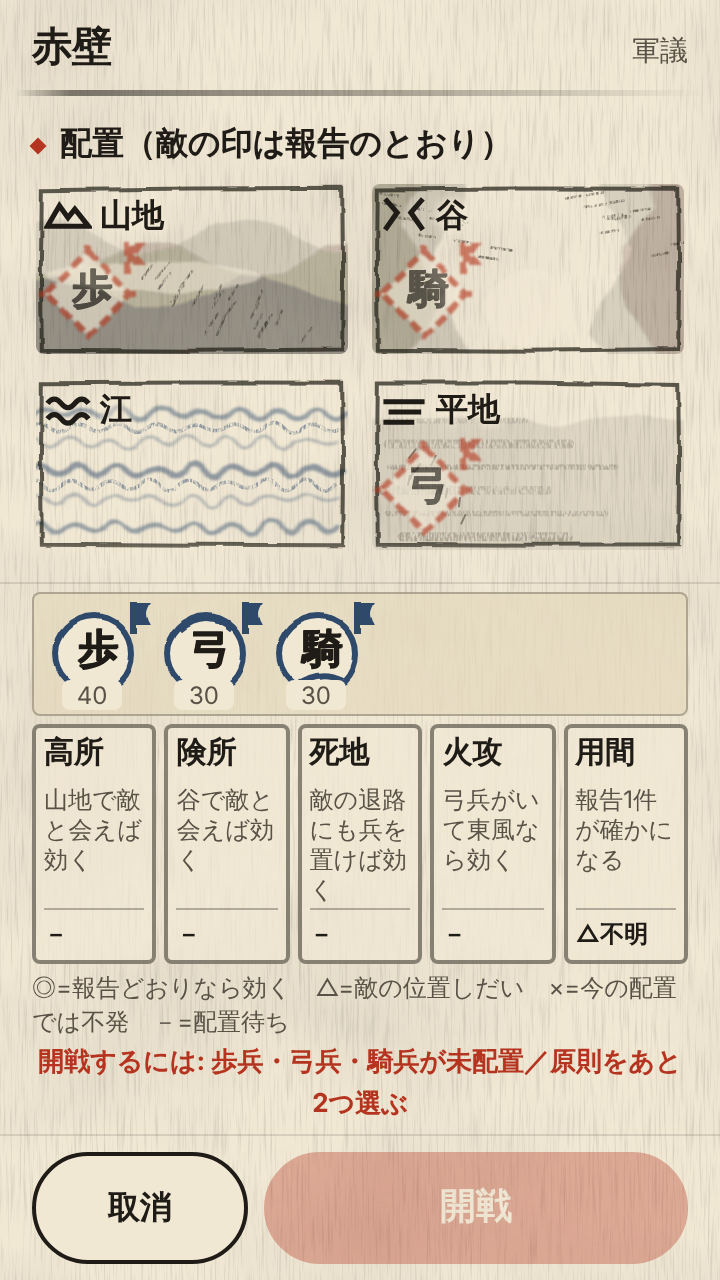 赤壁
軍議
配置（敵の印は報告のとおり）
山地
歩
谷
騎
江
平地
弓
歩
40
弓
30
騎
30
高所
山地で敵
と会えば
効く
–
険所
谷で敵と
会えば効
く
–
死地
敵の退路
にも兵を
置けば効
く
–
火攻
弓兵がい
て東風な
ら効く
–
用間
報告1件
が確かに
なる
△不明
◎=報告どおりなら効く　△=敵の位置しだい　×=今の配置
では不発　–=配置待ち
開戦するには: 歩兵・弓兵・騎兵が未配置／原則をあと
2つ選ぶ
取消
開戦